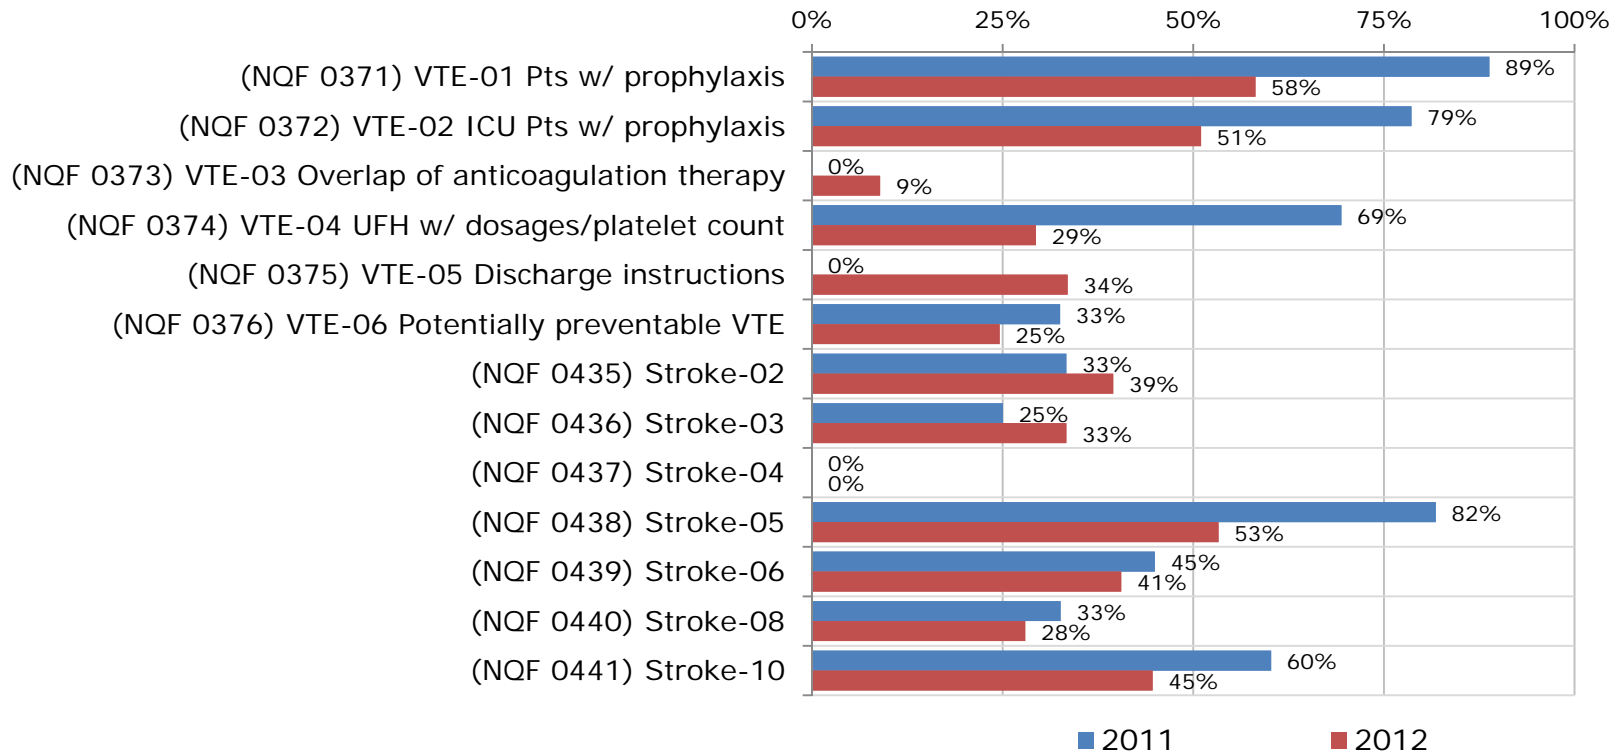 0% 25% 50% 75% 100%
(NQF 0371) VTE-01 Pts w/ prophylaxis 89%
58%
(NQF 0372) VTE-02 ICU Pts w/ prophylaxis 79%
51%
(NQF 0373) VTE-03 Overlap of anticoagulation therapy 0%
9%
(NQF 0374) VTE-04 UFH w/ dosages/platelet count 69%
29%
(NQF 0375) VTE-05 Discharge instructions 0%
34%
(NQF 0376) VTE-06 Potentially preventable VTE 33%
25%
(NQF 0435) Stroke-02 33%
39%
(NQF 0436) Stroke-03 25%
33%
(NQF 0437) Stroke-04 0%
0%
(NQF 0438) Stroke-05 82%
53%
(NQF 0439) Stroke-06 45%
41%
(NQF 0440) Stroke-08 33%
28%
(NQF 0441) Stroke-10 60%
45%
2011 2012